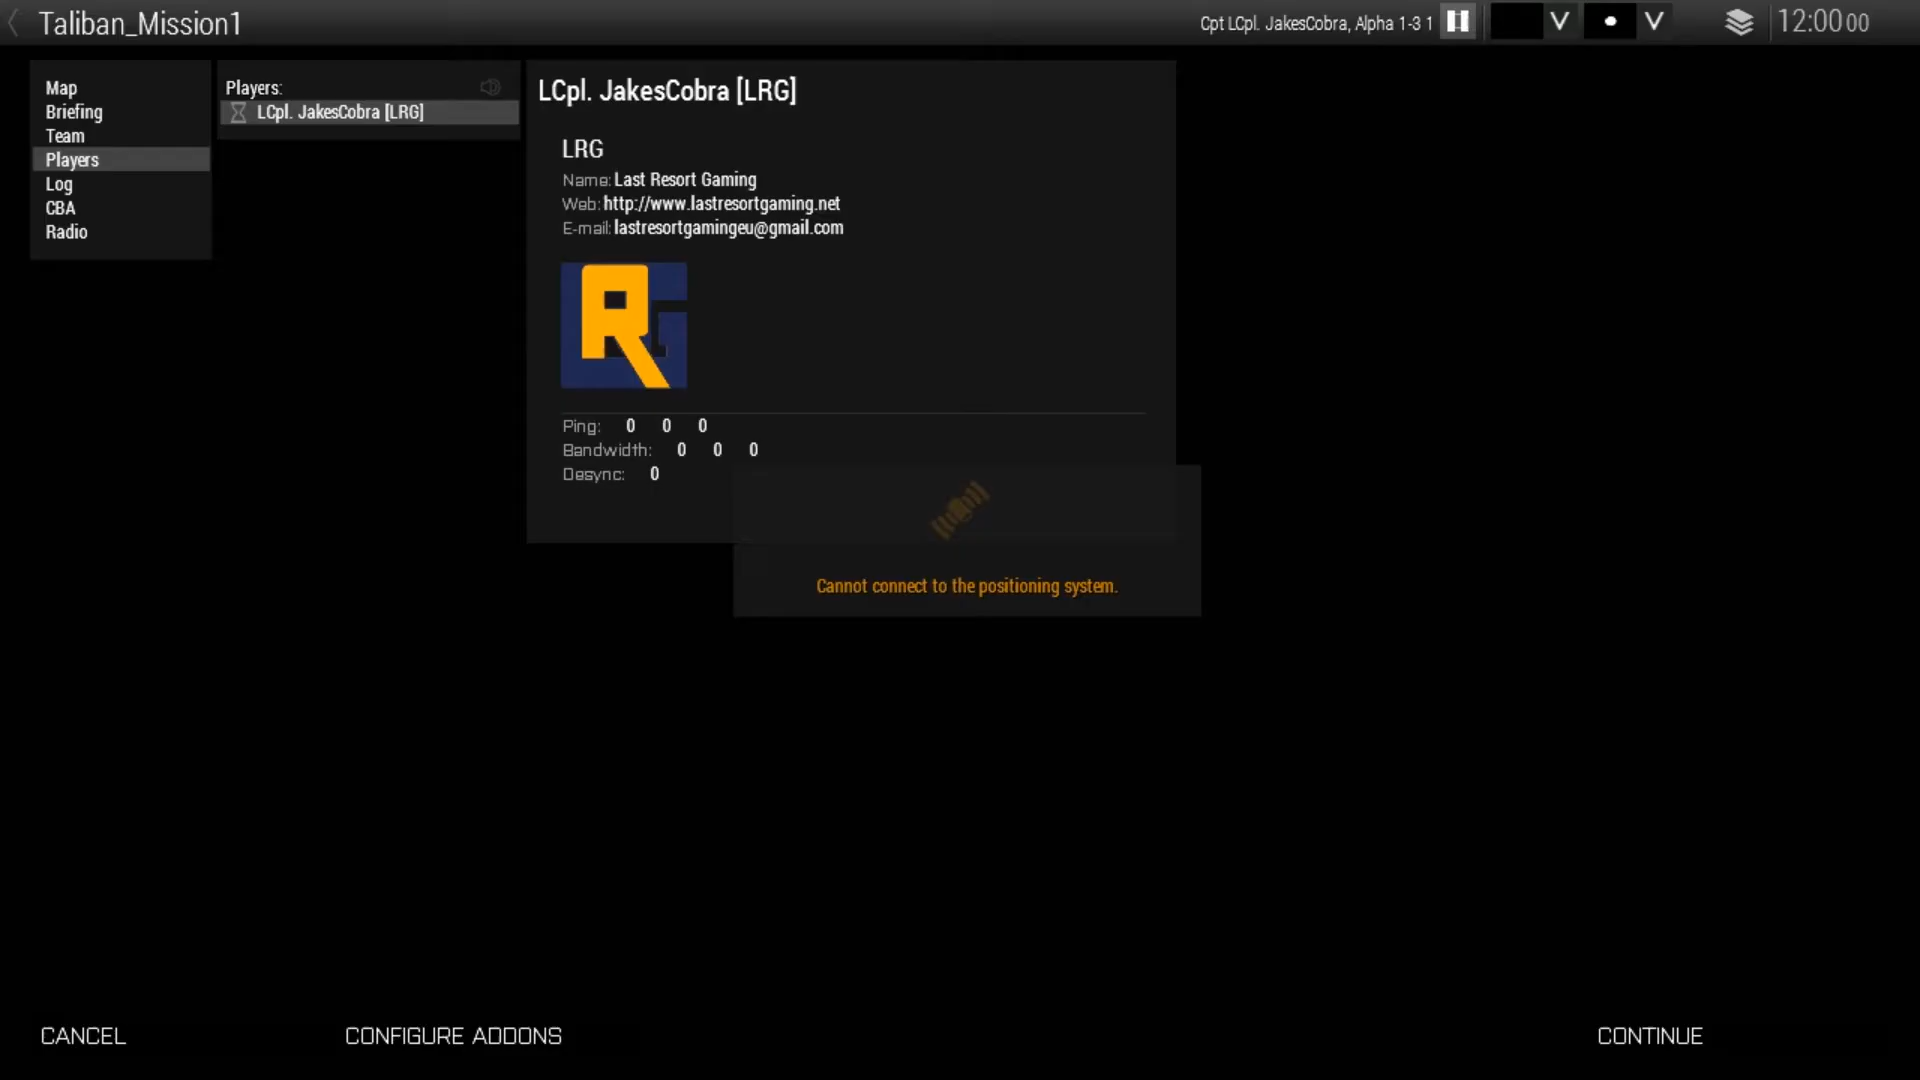 Taliban_Mission1
Cpt LCpl. JakesCobra, Alpha 1-3 1
12:00 00
Map
Briefing
Team
Players
Log
CBA
Radio
Players:
LCpl. JakesCobra [LRG]
LCpl. JakesCobra [LRG]
LRG
Name: Last Resort Gaming
Web: http://www.lastresortgaming.net
E-mail: lastresortgamingeu@gmail.com
RG
Ping: 0 0 0
Bandwidth: 0 0 0
Desync: 0
Cannot connect to the positioning system.
CANCEL
CONFIGURE ADDONS
CONTINUE